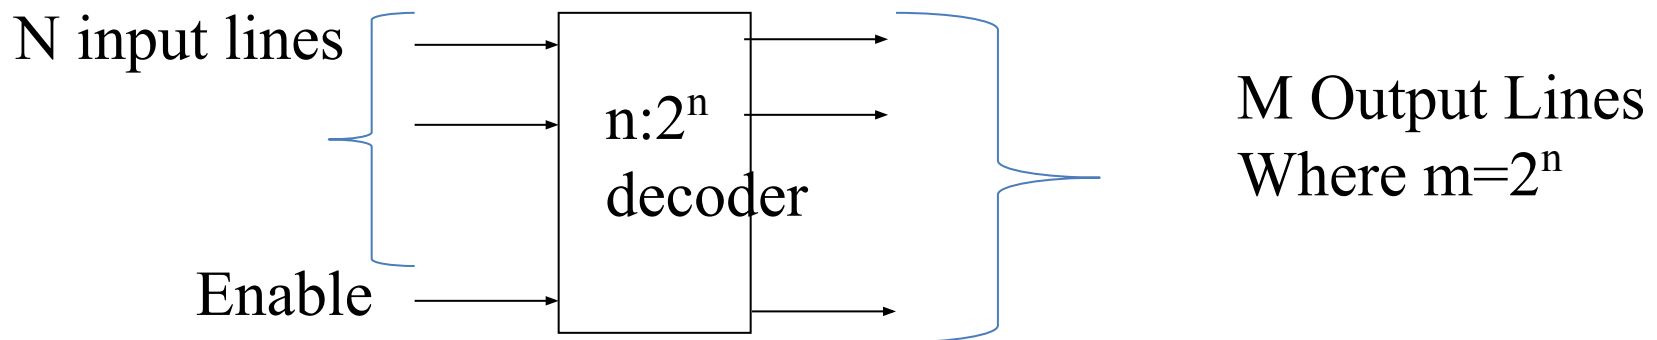 N input lines
n:2ⁿ
decoder
Enable
M Output Lines
Where m=2ⁿ